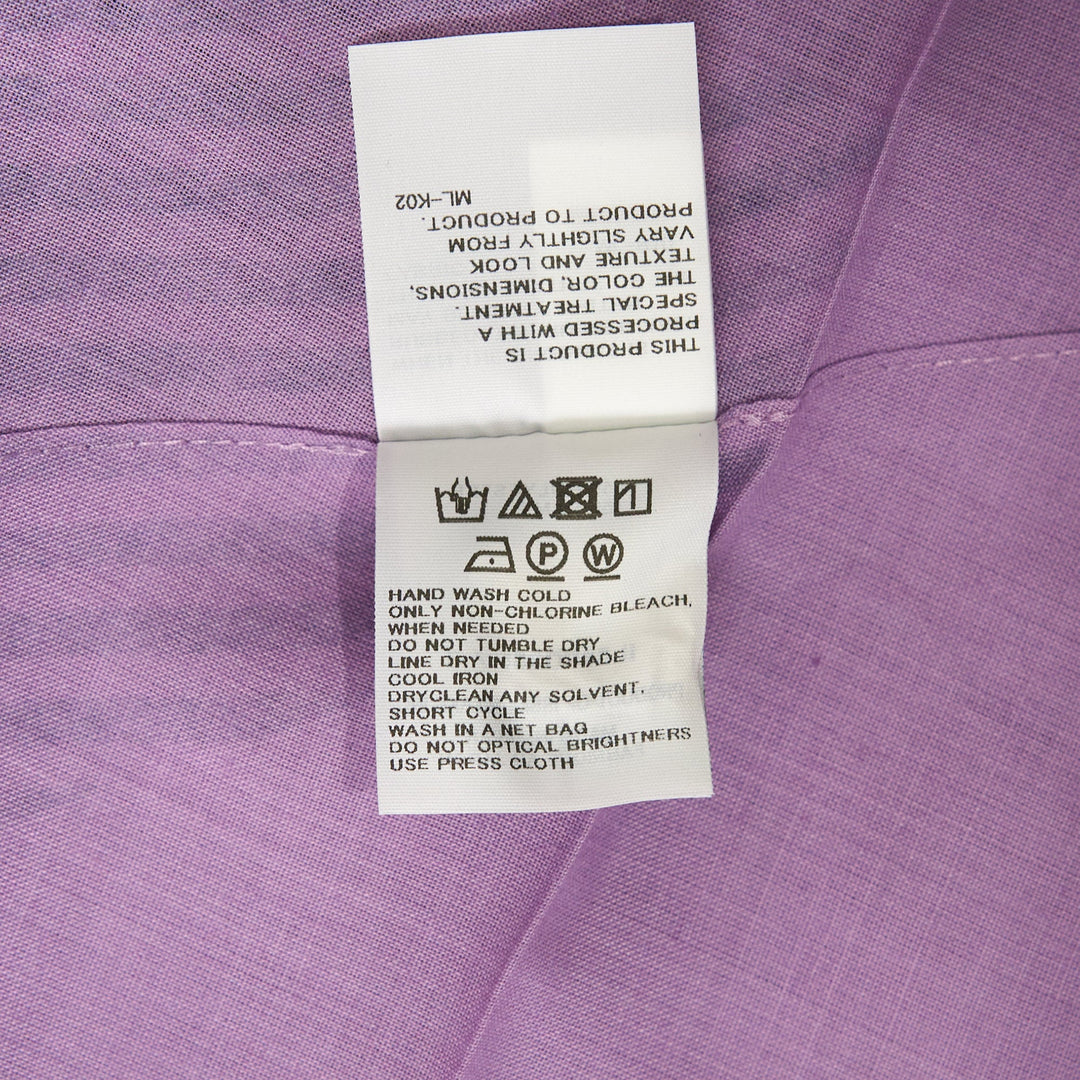 THIS PRODUCT IS
PROCESSED WITH A
SPECIAL TREATMENT.
THE COLOR, DIMENSIONS,
TEXTURE AND LOOK
VARY SLIGHTLY FROM
PRODUCT TO PRODUCT.
ML-K02
P W
HAND WASH COLD
ONLY NON-CHLORINE BLEACH,
WHEN NEEDED
DO NOT TUMBLE DRY
LINE DRY IN THE SHADE
COOL IRON
DRYCLEAN ANY SOLVENT,
SHORT CYCLE
WASH IN A NET BAG
DO NOT OPTICAL BRIGHTNERS
USE PRESS CLOTH